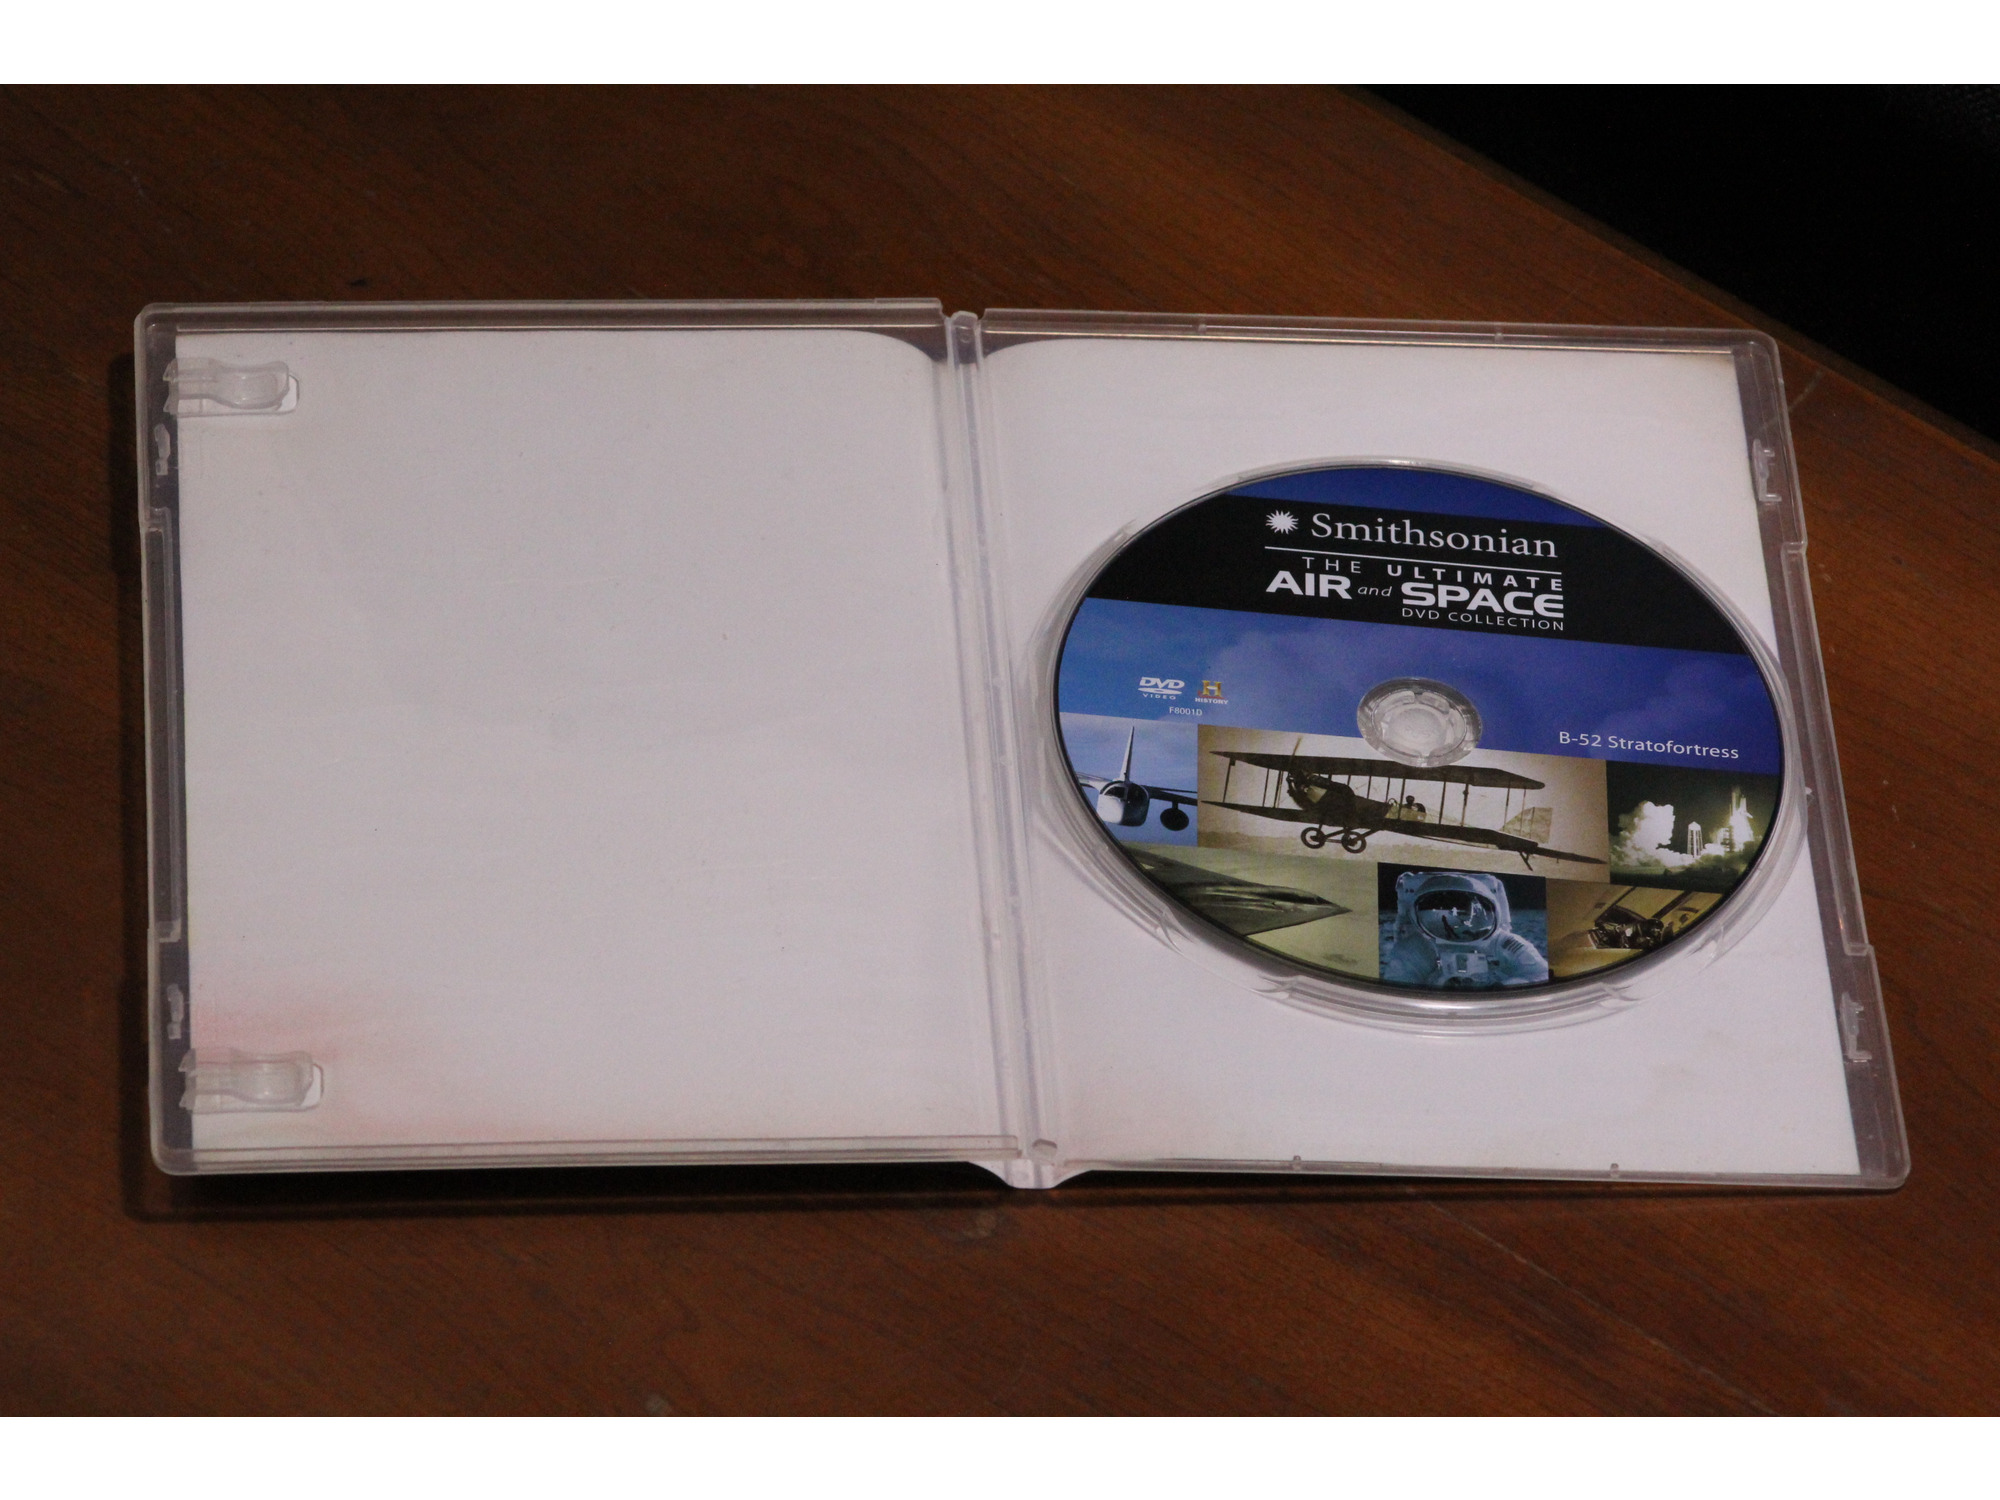 Smithsonian
THE ULTIMATE
AIR and SPACE
DVD COLLECTION
DVD
VIDEO
H
HISTORY
F8001D
B-52 Stratofortress